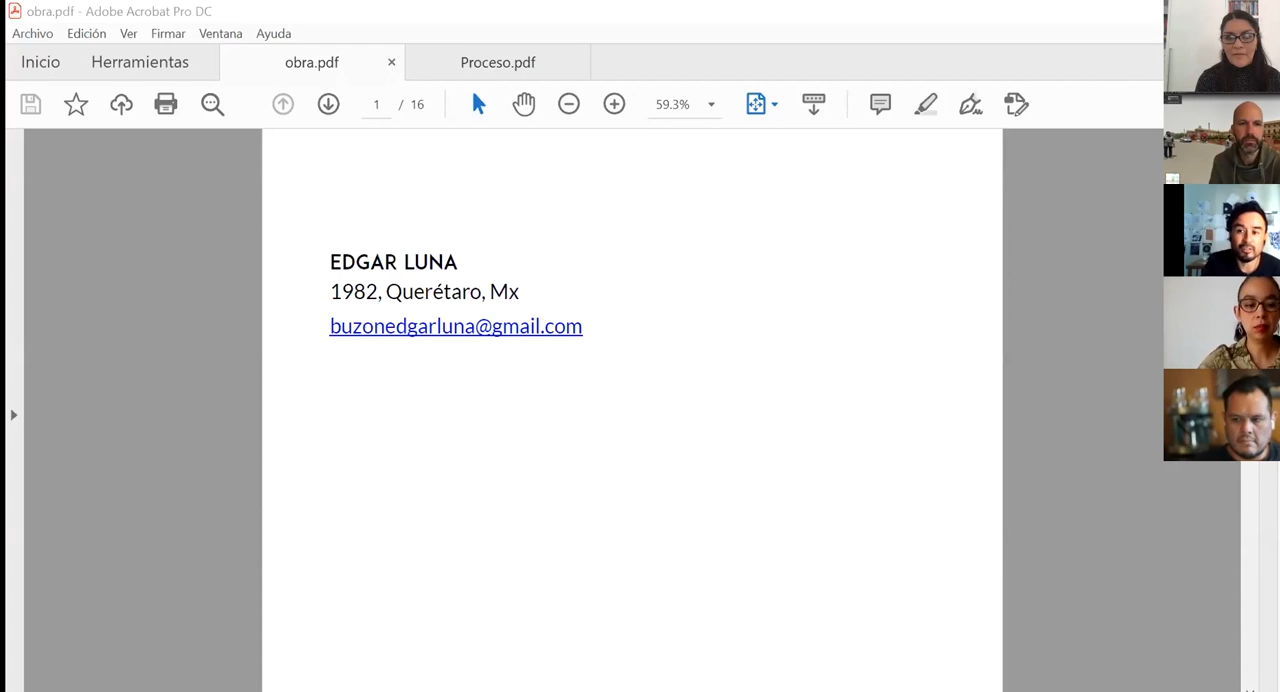 obra.pdf - Adobe Acrobat Pro DC
Archivo Edición Ver Firmar Ventana Ayuda
Inicio Herramientas obra.pdf × Proceso.pdf
1 / 16 59.3%
EDGAR LUNA
1982, Querétaro, Mx
buzonedgarluna@gmail.com